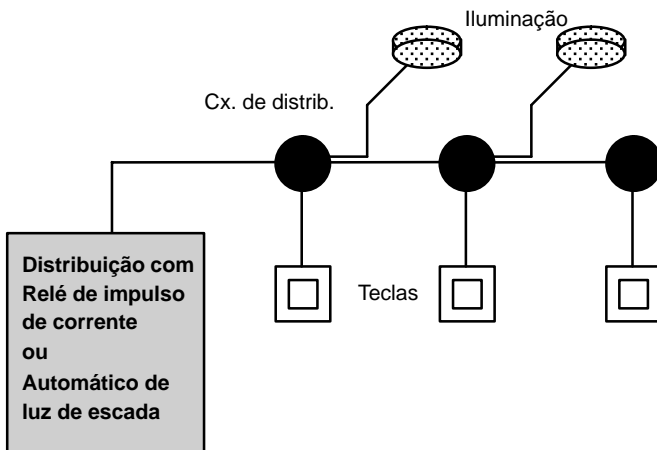 Iluminação
Cx. de distrib.
Distribuição com
Relé de impulso
de corrente
ou
Automático de
luz de escada
Teclas